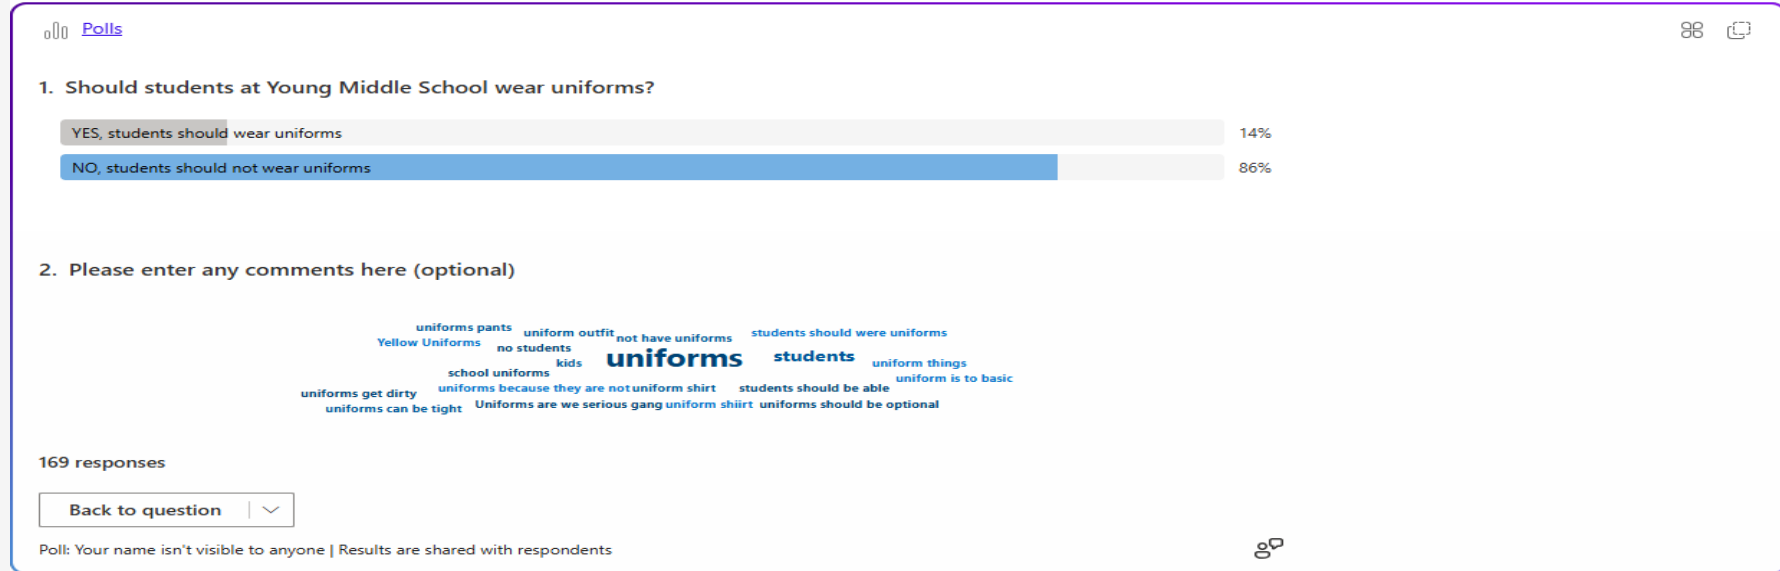 Polls
1. Should students at Young Middle School wear uniforms?
YES, students should wear uniforms 14%
NO, students should not wear uniforms 86%
2. Please enter any comments here (optional)
uniforms pants
uniform outfit
not have uniforms
students should were uniforms
Yellow Uniforms
no students
kids
uniforms
students
uniform things
school uniforms
uniform is to basic
uniforms get dirty
uniforms because they are not
uniform shirt
students should be able
uniforms can be tight
Uniforms are we serious gang
uniform shiirt
uniforms should be optional
169 responses
Back to question
Poll: Your name isn't visible to anyone | Results are shared with respondents